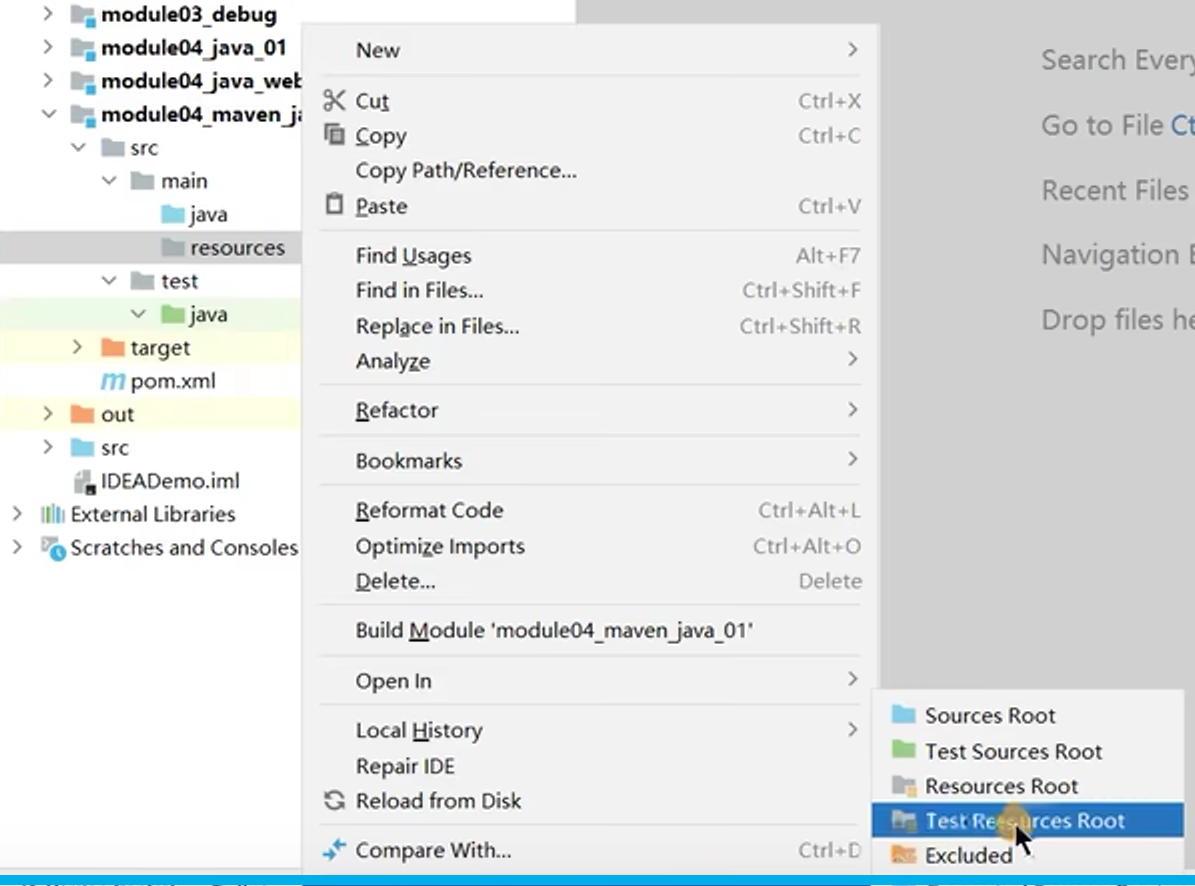 module03_debug
module04_java_01
module04_java_web
module04_maven_ja
src
main
java
resources
test
java
target
pom.xml
out
src
IDEADemo.iml
External Libraries
Scratches and Consoles
New
Cut Ctrl+X
Copy Ctrl+C
Copy Path/Reference...
Paste Ctrl+V
Find Usages Alt+F7
Find in Files... Ctrl+Shift+F
Replace in Files... Ctrl+Shift+R
Analyze
Refactor
Bookmarks
Reformat Code Ctrl+Alt+L
Optimize Imports Ctrl+Alt+O
Delete... Delete
Build Module 'module04_maven_java_01'
Open In
Local History
Repair IDE
Reload from Disk
Compare With... Ctrl+D
Sources Root
Test Sources Root
Resources Root
Test Resources Root
Excluded
Search Every
Go to File Ct
Recent Files
Navigation
Drop files he